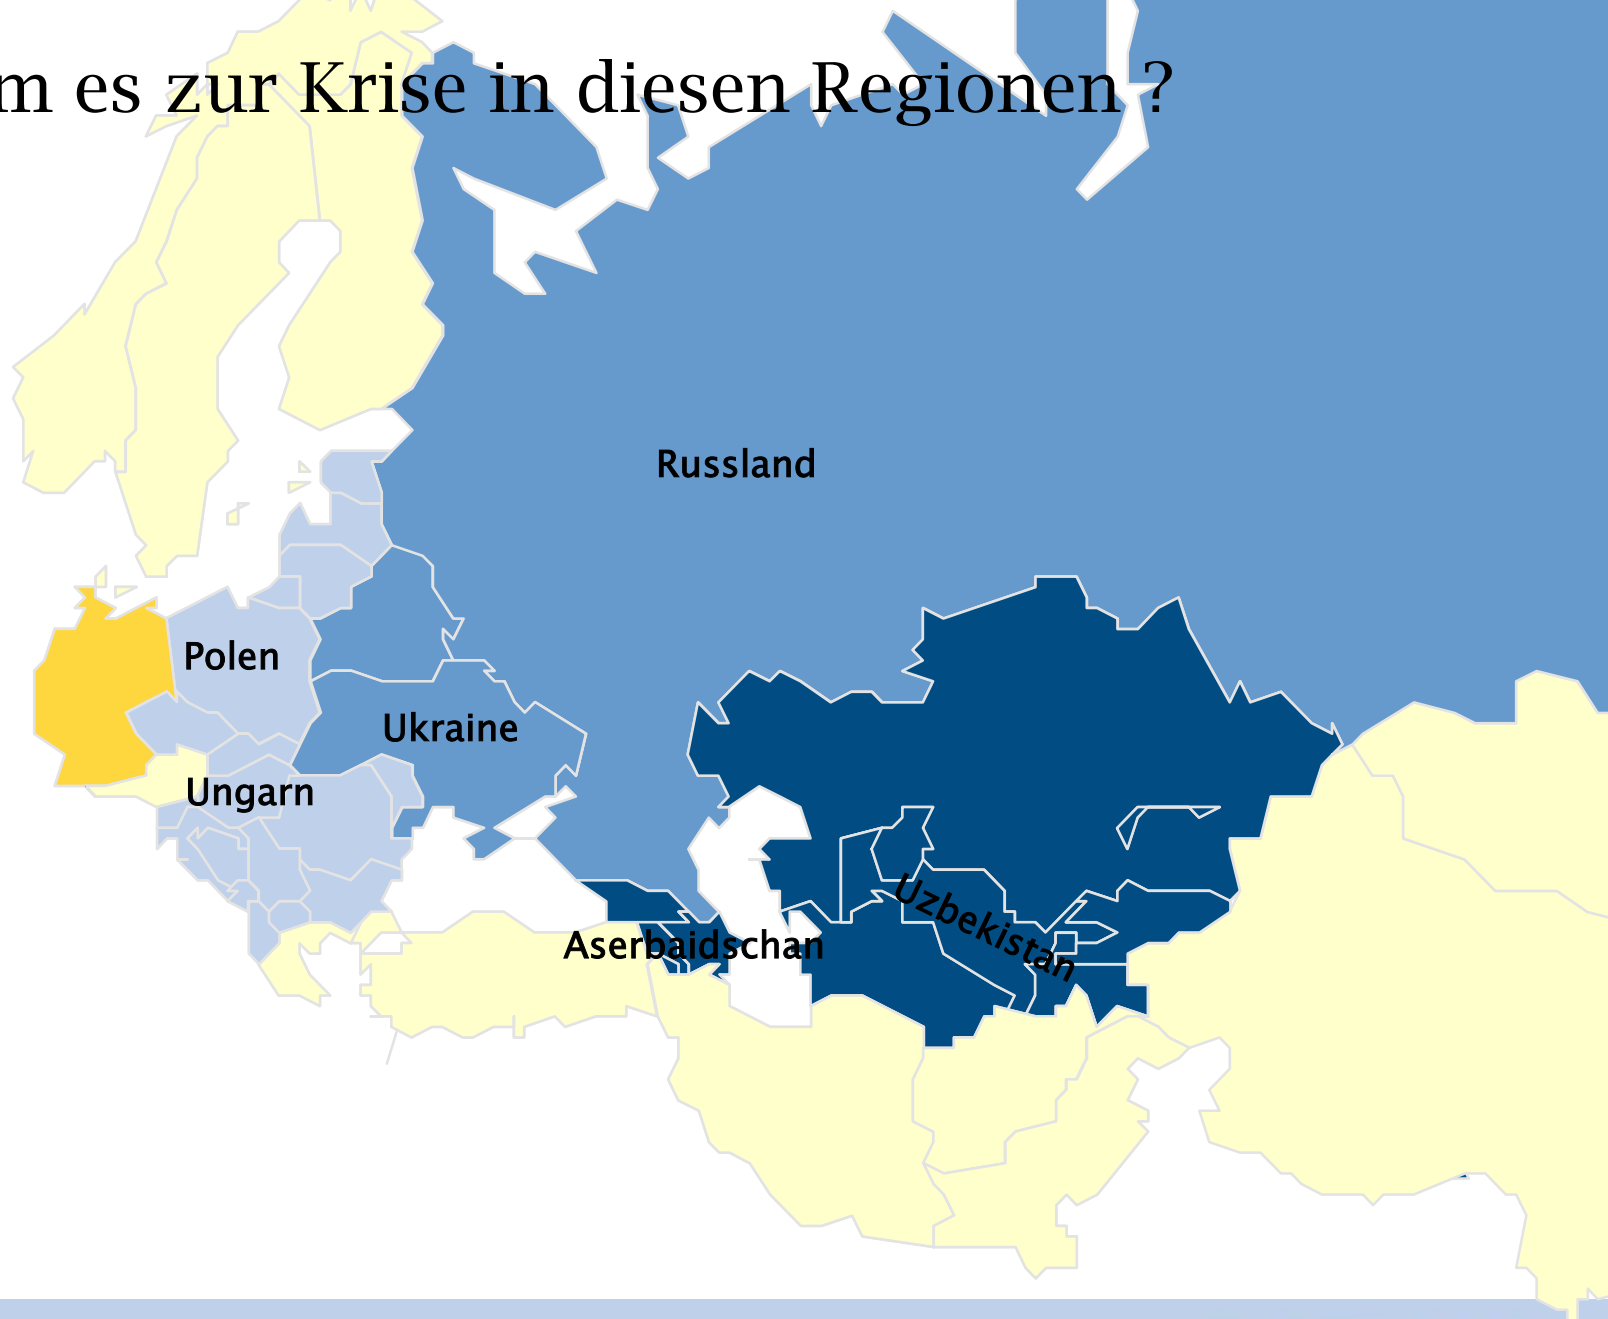 m es zur Krise in diesen Regionen ?
Russland
Polen
Ukraine
Ungarn
Uzbekistan
Aserbaidschan